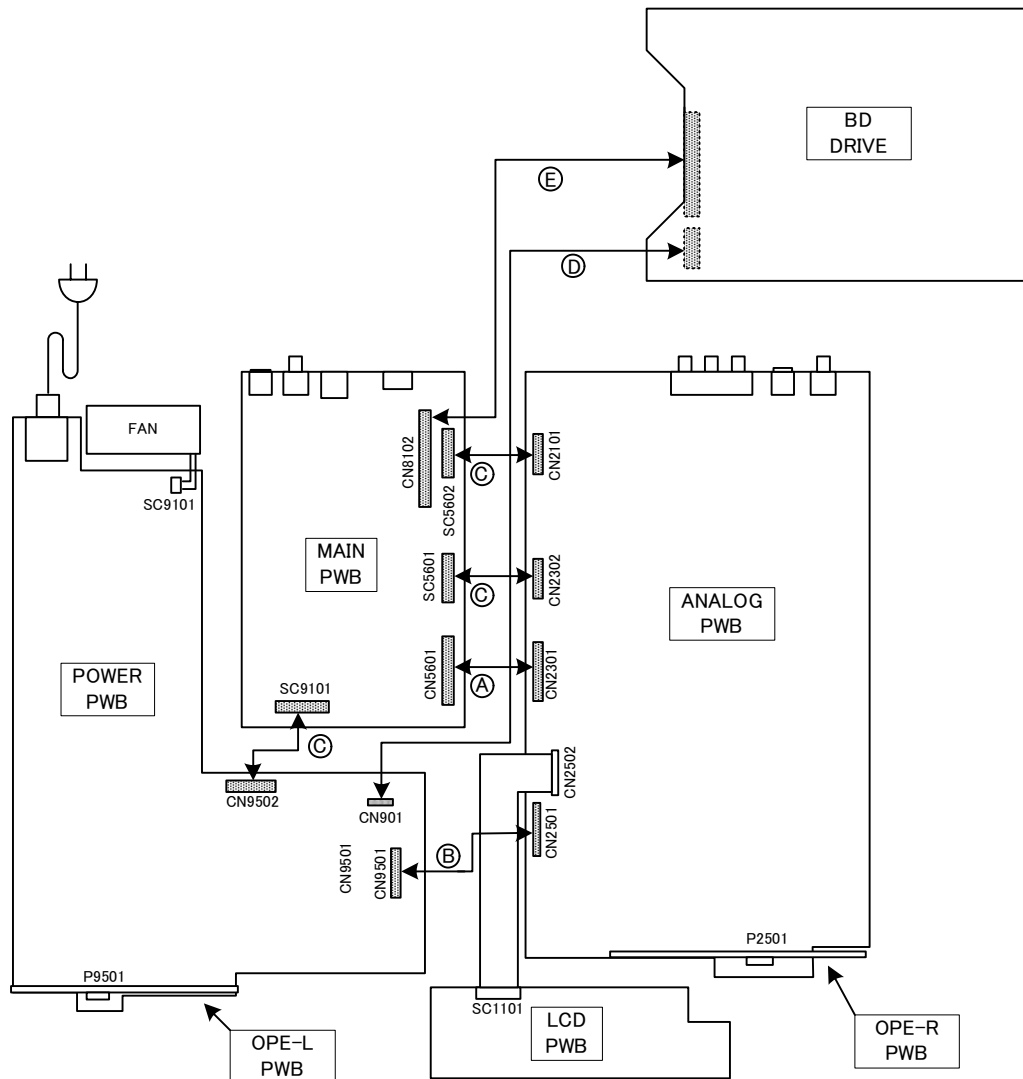 BD
DRIVE
Ⓔ
Ⓓ
FAN
SC9101
CN8102
SC5602
Ⓒ
CN2101
MAIN
PWB
SC5601
Ⓒ
CN2302
ANALOG
PWB
CN5601
Ⓐ
CN2301
POWER
PWB
SC9101
Ⓒ
CN9502
CN901
CN2502
CN2501
CN9501
CN9501
Ⓑ
P9501
P2501
SC1101
LCD
PWB
OPE-L
PWB
OPE-R
PWB